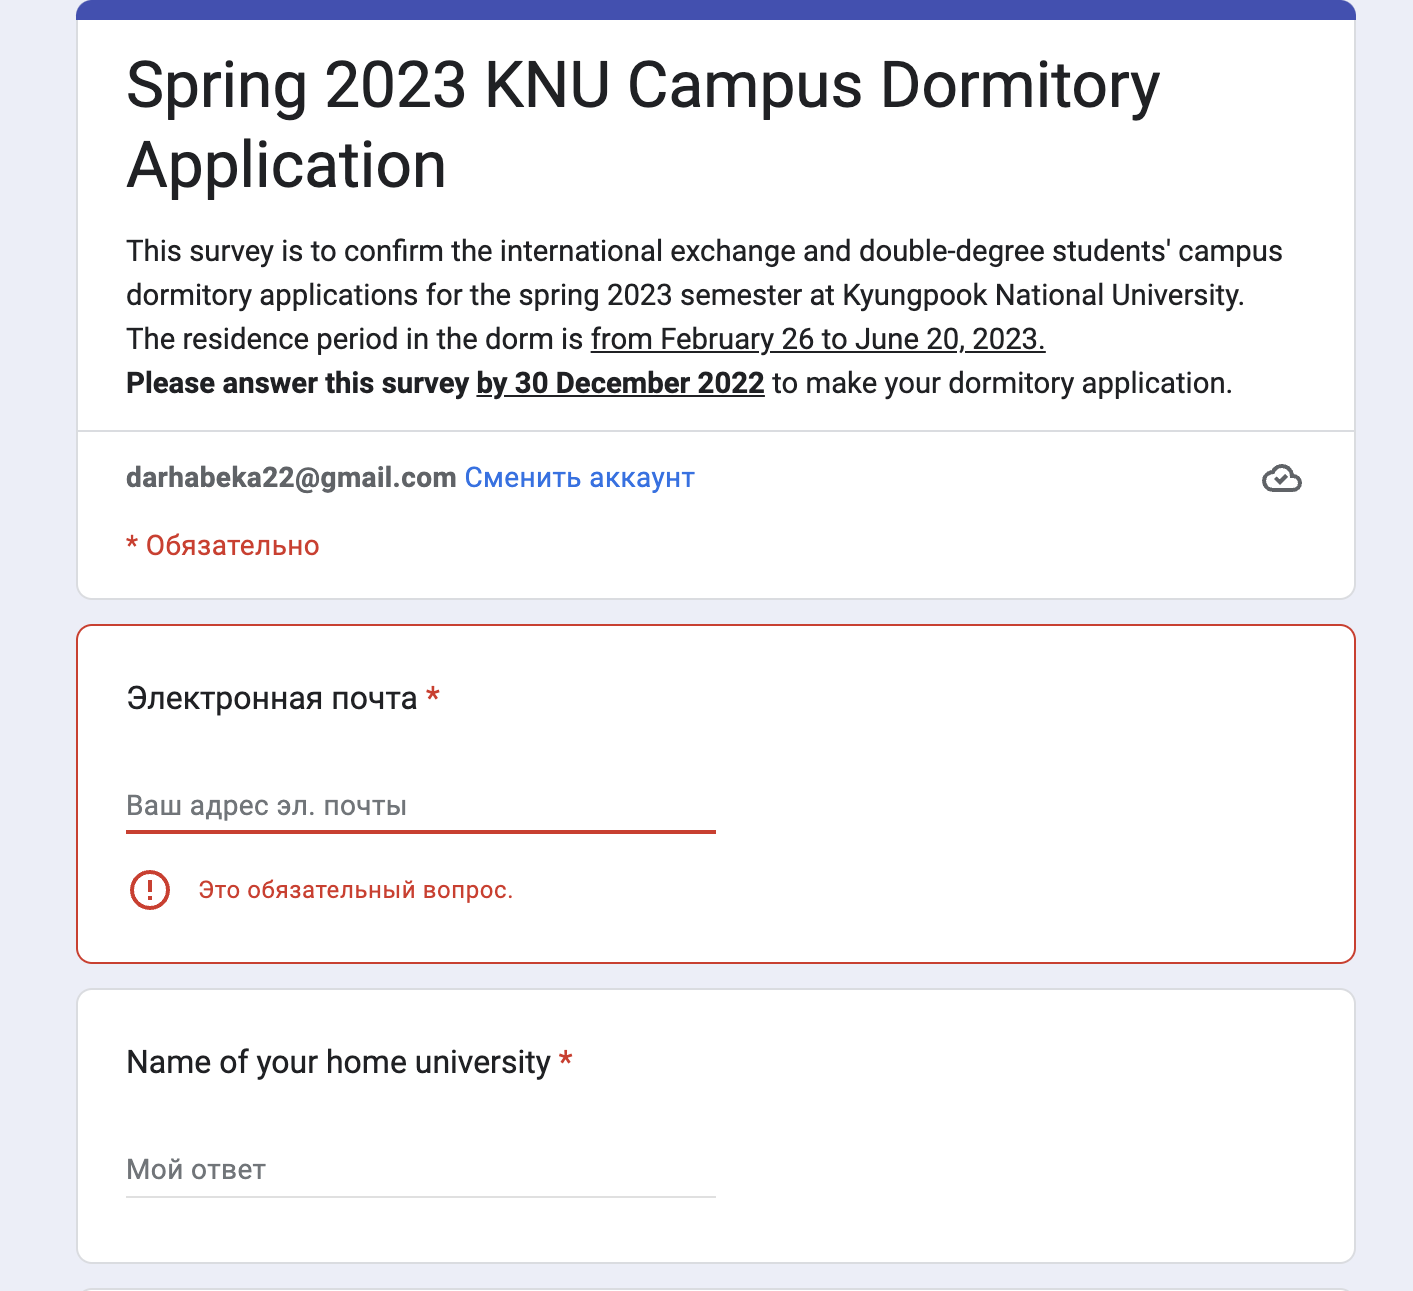 Spring 2023 KNU Campus Dormitory
Application
This survey is to confirm the international exchange and double-degree students' campus
dormitory applications for the spring 2023 semester at Kyungpook National University.
The residence period in the dorm is from February 26 to June 20, 2023.
Please answer this survey by 30 December 2022 to make your dormitory application.
darhabeka22@gmail.com Сменить аккаунт
* Обязательно
Электронная почта *
Ваш адрес эл. почты
Это обязательный вопрос.
Name of your home university *
Мой ответ